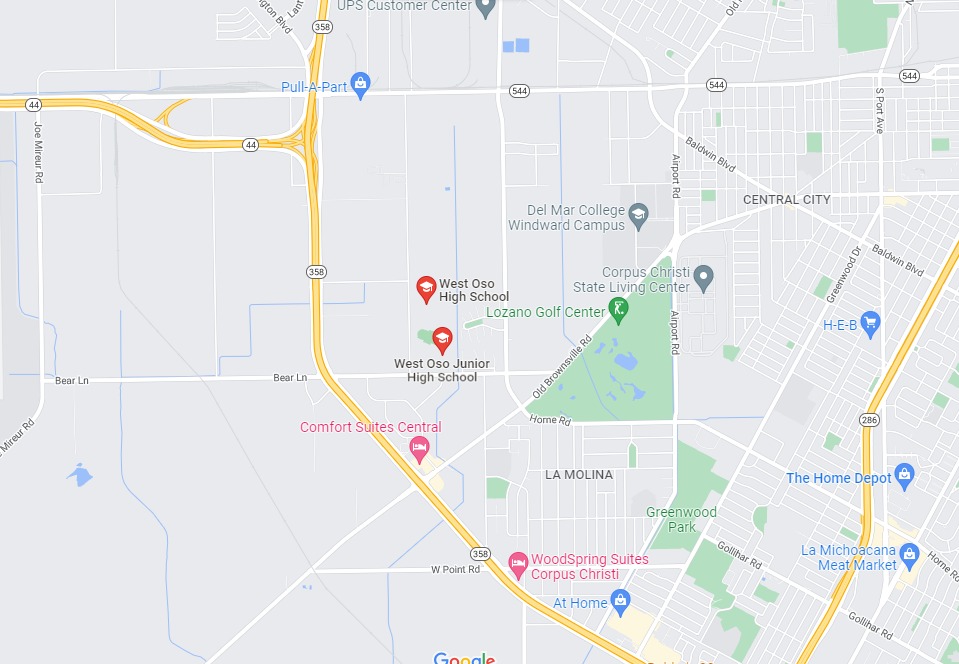 UPS Customer Center
358
Pull-A-Part
544
544
544
44
44
Joe Mireur Rd
S Port Ave
Baldwin Blvd
Airport Rd
CENTRAL CITY
Del Mar College
Windward Campus
Baldwin Blvd
Greenwood Dr
358
West Oso
High School
Corpus Christi
State Living Center
Lozano Golf Center
H-E-B
Airport Rd
West Oso Junior
High School
Bear Ln
Bear Ln
Old Brownsville Rd
Horne Rd
286
Mireur Rd
Comfort Suites Central
LA MOLINA
The Home Depot
Greenwood
Park
Gollihar Rd
La Michoacana
Meat Market
358
WoodSpring Suites
Corpus Christi
W Point Rd
At Home
Gollihar Rd
Google